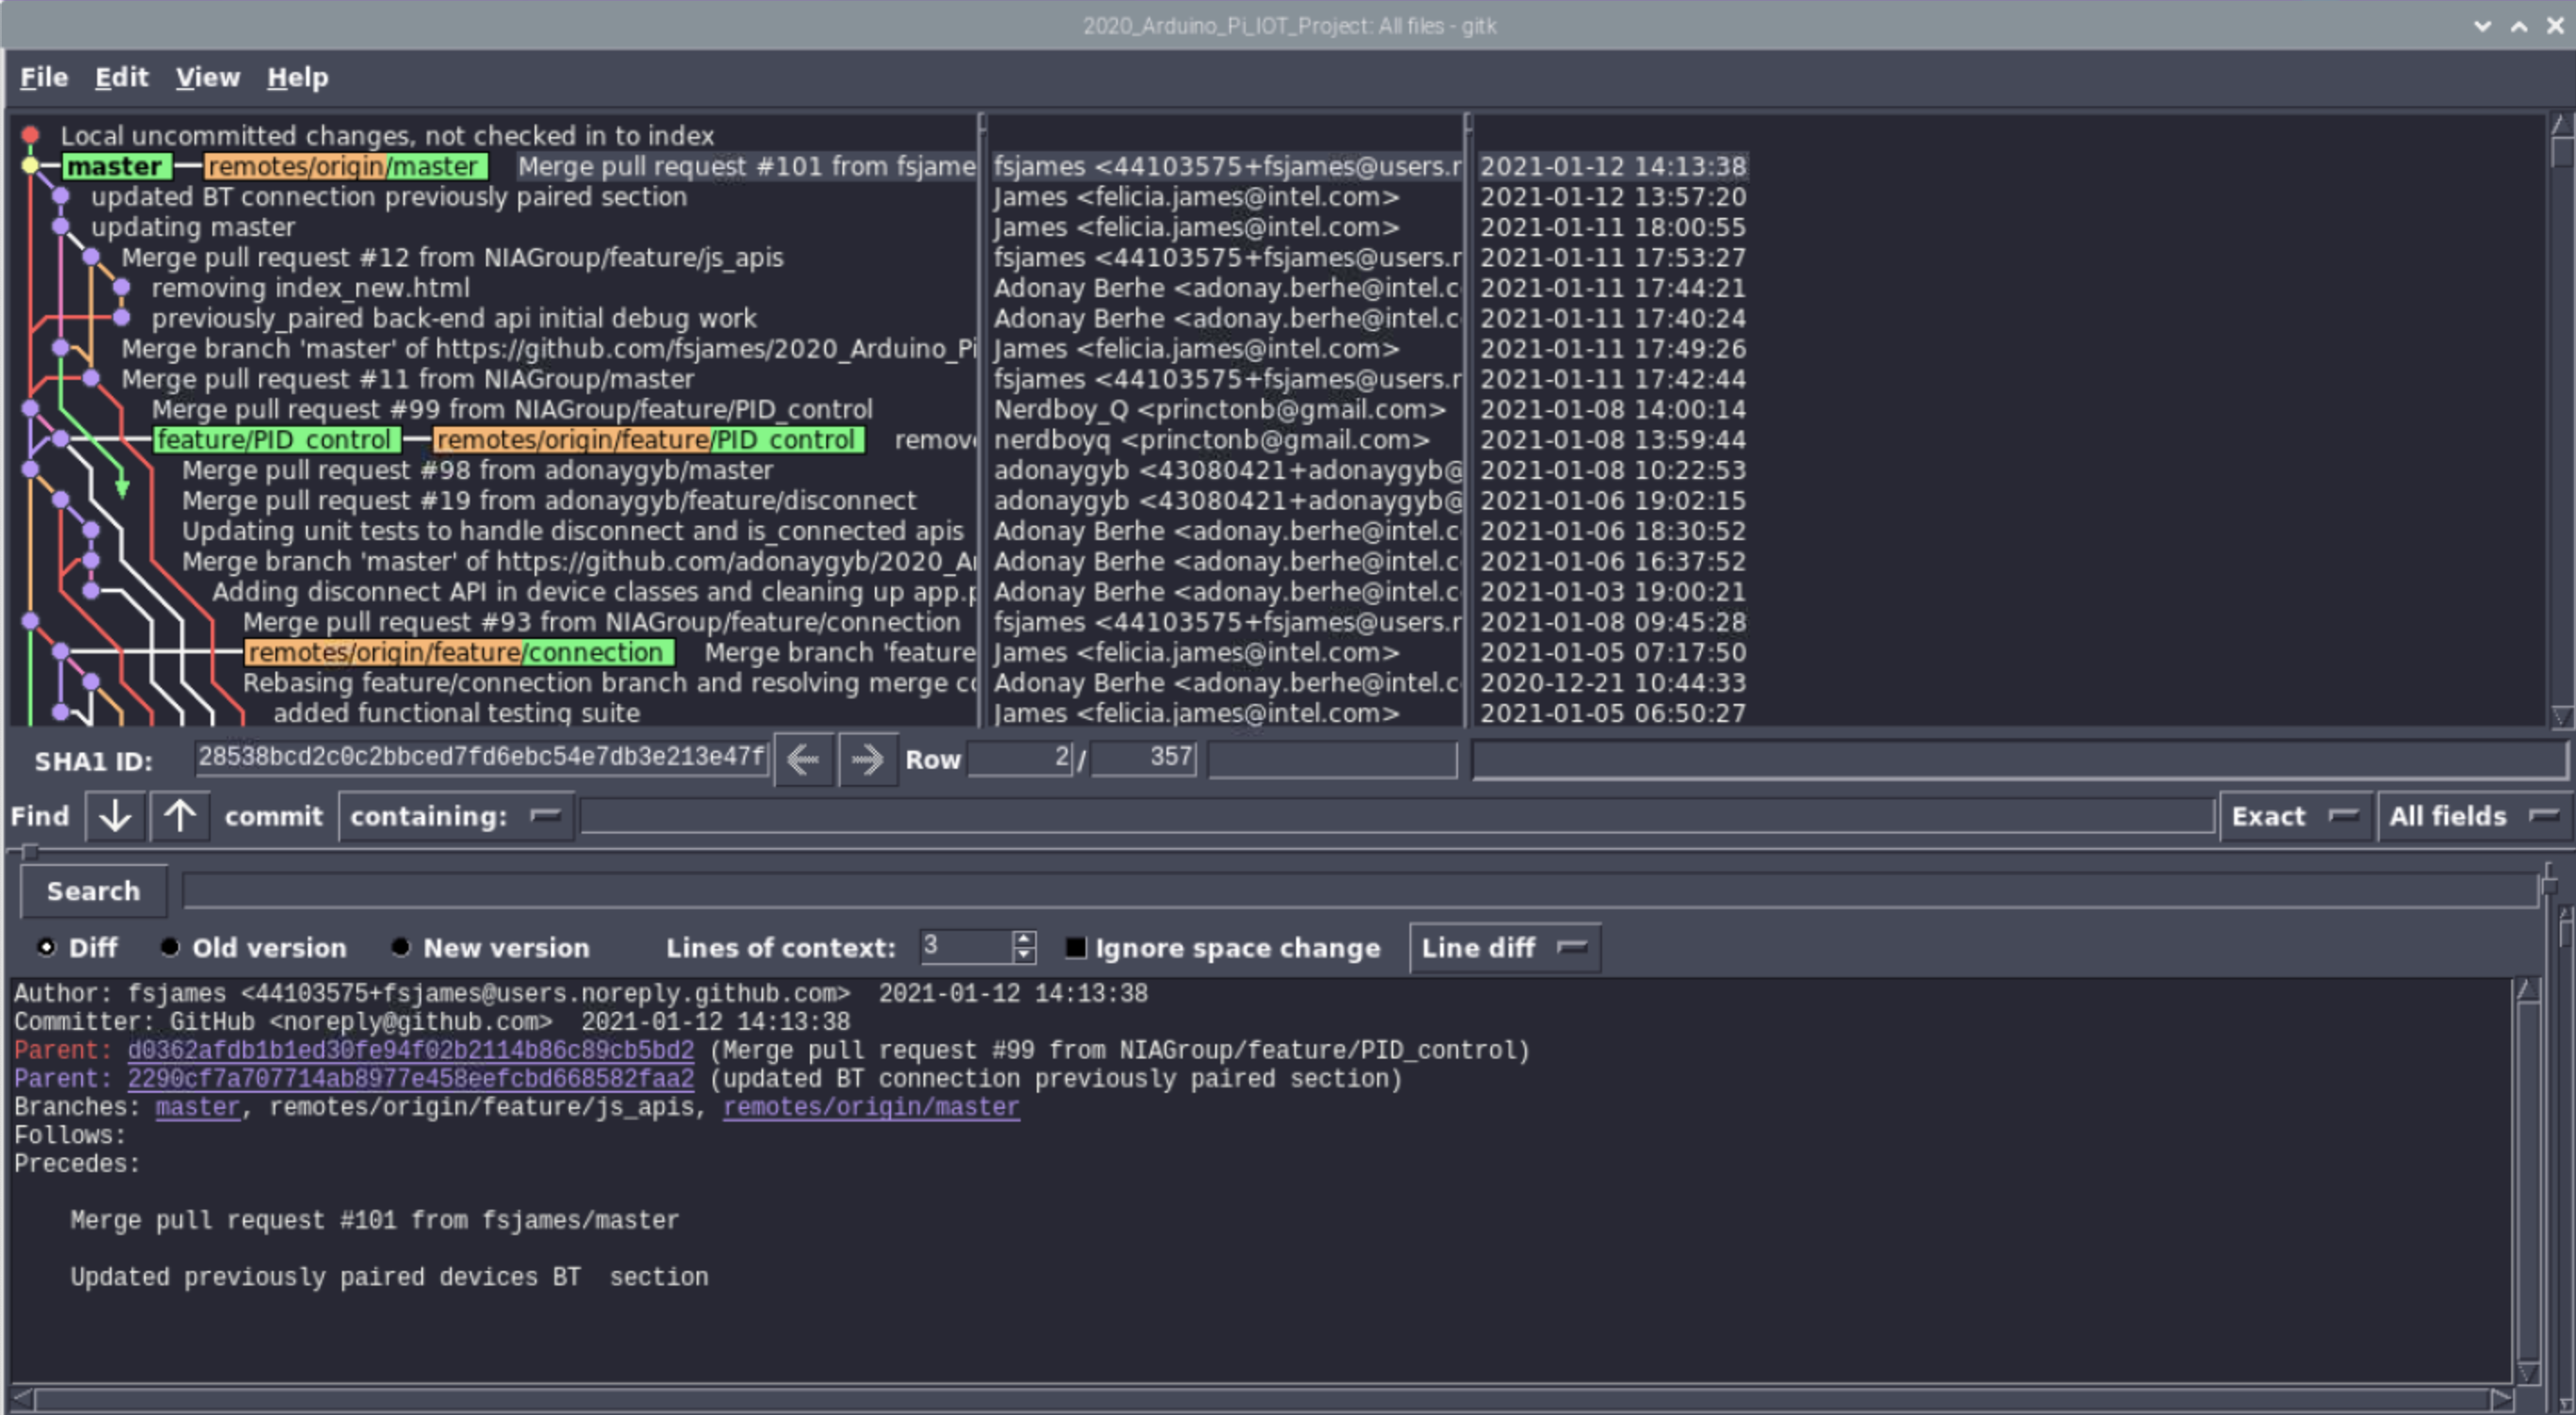 2020_Arduino_Pi_IOT_Project: All files - gitk
File Edit View Help
Local uncommitted changes, not checked in to index
master remotes/origin/master Merge pull request #101 from fsjame fsjames <44103575+fsjames@users.r 2021-01-12 14:13:38
updated BT connection previously paired section James <felicia.james@intel.com> 2021-01-12 13:57:20
updating master James <felicia.james@intel.com> 2021-01-11 18:00:55
Merge pull request #12 from NIAGroup/feature/js_apis fsjames <44103575+fsjames@users.r 2021-01-11 17:53:27
removing index_new.html Adonay Berhe <adonay.berhe@intel.c 2021-01-11 17:44:21
previously_paired back-end api initial debug work Adonay Berhe <adonay.berhe@intel.c 2021-01-11 17:40:24
Merge branch 'master' of https://github.com/fsjames/2020_Arduino_Pi James <felicia.james@intel.com> 2021-01-11 17:49:26
Merge pull request #11 from NIAGroup/master fsjames <44103575+fsjames@users.r 2021-01-11 17:42:44
Merge pull request #99 from NIAGroup/feature/PID_control Nerdboy_Q <princtonb@gmail.com> 2021-01-08 14:00:14
feature/PID_control remotes/origin/feature/PID_control remov nerdboyq <princtonb@gmail.com> 2021-01-08 13:59:44
Merge pull request #98 from adonaygyb/master adonaygyb <43080421+adonaygyb@ 2021-01-08 10:22:53
Merge pull request #19 from adonaygyb/feature/disconnect adonaygyb <43080421+adonaygyb@ 2021-01-06 19:02:15
Updating unit tests to handle disconnect and is_connected apis Adonay Berhe <adonay.berhe@intel.c 2021-01-06 18:30:52
Merge branch 'master' of https://github.com/adonaygyb/2020_Ar Adonay Berhe <adonay.berhe@intel.c 2021-01-06 16:37:52
Adding disconnect API in device classes and cleaning up app.p Adonay Berhe <adonay.berhe@intel.c 2021-01-03 19:00:21
Merge pull request #93 from NIAGroup/feature/connection fsjames <44103575+fsjames@users.r 2021-01-08 09:45:28
remotes/origin/feature/connection Merge branch 'feature James <felicia.james@intel.com> 2021-01-05 07:17:50
Rebasing feature/connection branch and resolving merge co Adonay Berhe <adonay.berhe@intel.c 2020-12-21 10:44:33
added functional testing suite James <felicia.james@intel.com> 2021-01-05 06:50:27
SHA1 ID: 28538bcd2c0c2bbced7fd6ebc54e7db3e213e47f Row 2 / 357
Find commit containing: Exact All fields
Search
Diff Old version New version Lines of context: 3 Ignore space change Line diff
Author: fsjames <44103575+fsjames@users.noreply.github.com> 2021-01-12 14:13:38
Committer: GitHub <noreply@github.com> 2021-01-12 14:13:38
Parent: d0362afdb1b1ed30fe94f02b2114b86c89cb5bd2 (Merge pull request #99 from NIAGroup/feature/PID_control)
Parent: 2290cf7a707714ab8977e458eefcbd668582faa2 (updated BT connection previously paired section)
Branches: master, remotes/origin/feature/js_apis, remotes/origin/master
Follows:
Precedes:
Merge pull request #101 from fsjames/master
Updated previously paired devices BT  section